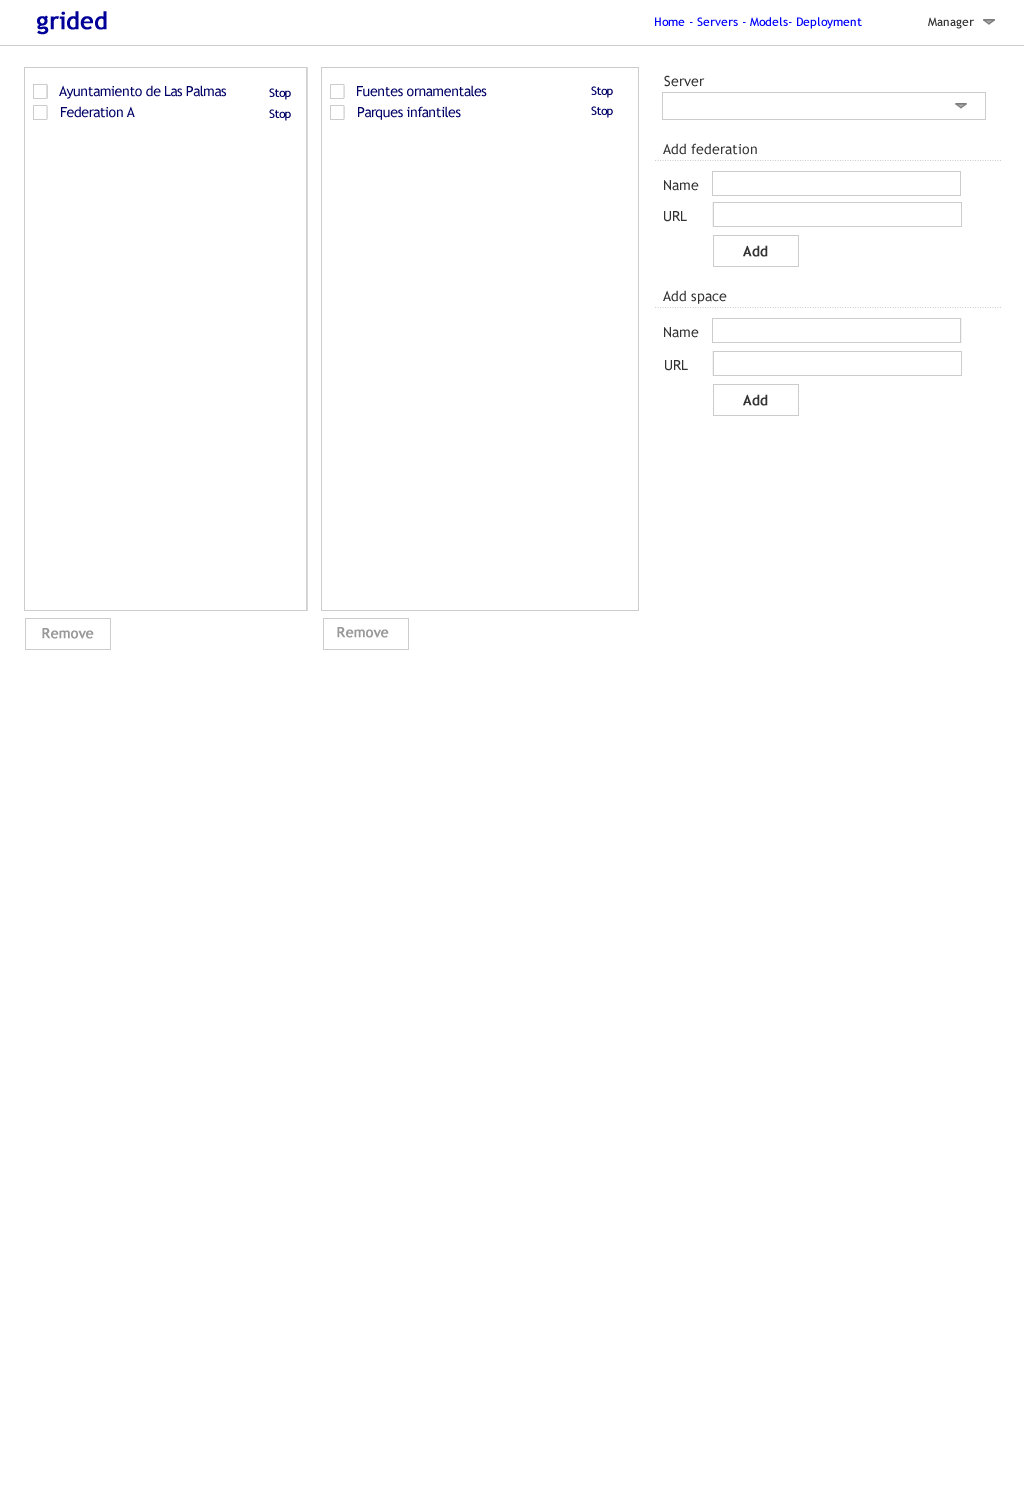 grided
Home - Servers - Models- Deployment
Manager
Ayuntamiento de Las Palmas Stop
Federation A Stop
Remove
Fuentes ornamentales Stop
Parques infantiles Stop
Remove
Server
Add federation
Name
URL
Add
Add space
Name
URL
Add